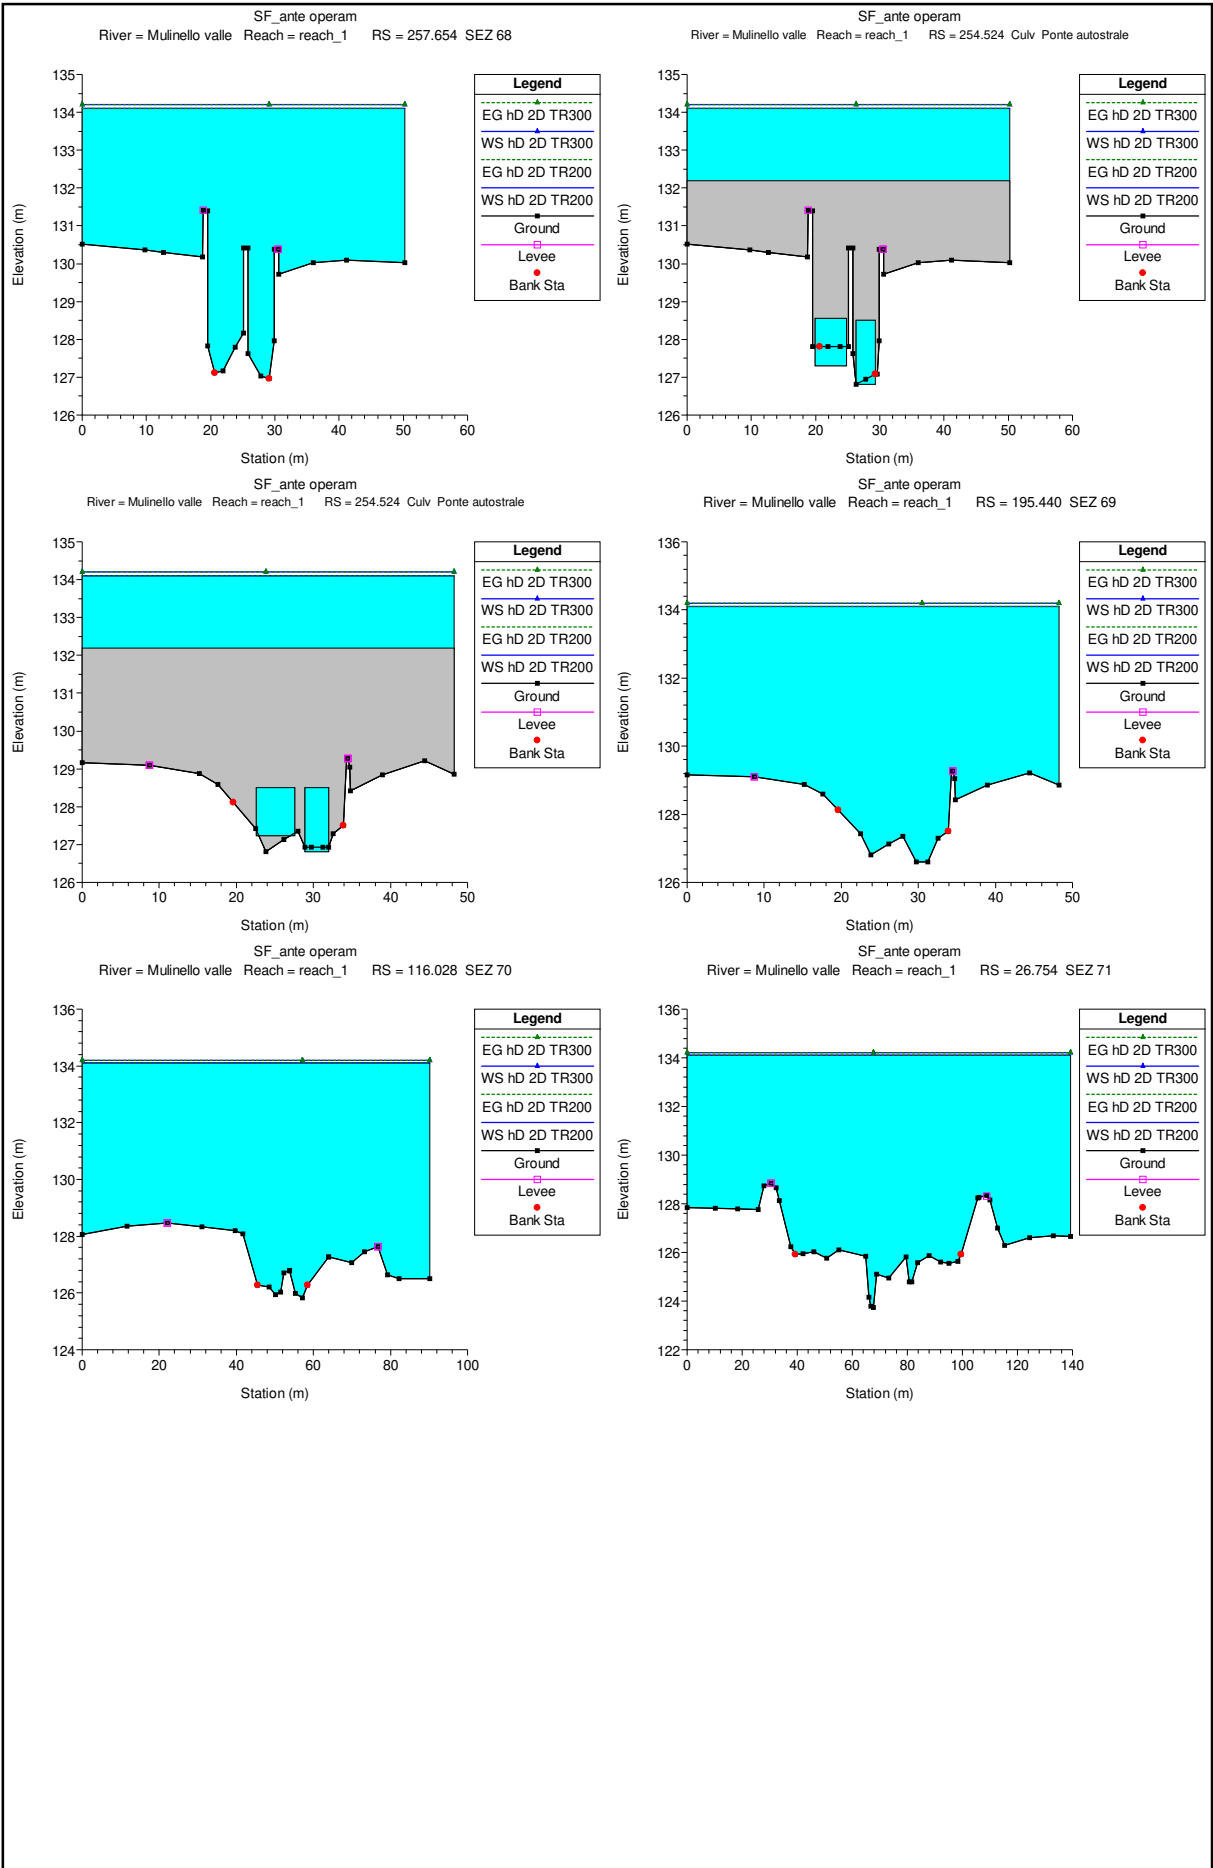 SF_ante operam
River = Mulinello valle Reach = reach_1 RS = 257.654 SEZ 68
135
134
133
132
131
130
129
128
127
126
0 10 20 30 40 50 60
Elevation (m)
Station (m)
Legend
EG hD 2D TR300
WS hD 2D TR300
EG hD 2D TR200
WS hD 2D TR200
Ground
Levee
Bank Sta
SF_ante operam
River = Mulinello valle Reach = reach_1 RS = 254.524 Culv Ponte autostrale
135
134
133
132
131
130
129
128
127
126
0 10 20 30 40 50 60
Elevation (m)
Station (m)
Legend
EG hD 2D TR300
WS hD 2D TR300
EG hD 2D TR200
WS hD 2D TR200
Ground
Levee
Bank Sta
SF_ante operam
River = Mulinello valle Reach = reach_1 RS = 254.524 Culv Ponte autostrale
135
134
133
132
131
130
129
128
127
126
0 10 20 30 40 50
Elevation (m)
Station (m)
Legend
EG hD 2D TR300
WS hD 2D TR300
EG hD 2D TR200
WS hD 2D TR200
Ground
Levee
Bank Sta
SF_ante operam
River = Mulinello valle Reach = reach_1 RS = 195.440 SEZ 69
136
134
132
130
128
126
0 10 20 30 40 50
Elevation (m)
Station (m)
Legend
EG hD 2D TR300
WS hD 2D TR300
EG hD 2D TR200
WS hD 2D TR200
Ground
Levee
Bank Sta
SF_ante operam
River = Mulinello valle Reach = reach_1 RS = 116.028 SEZ 70
136
134
132
130
128
126
124
0 20 40 60 80 100
Elevation (m)
Station (m)
Legend
EG hD 2D TR300
WS hD 2D TR300
EG hD 2D TR200
WS hD 2D TR200
Ground
Levee
Bank Sta
SF_ante operam
River = Mulinello valle Reach = reach_1 RS = 26.754 SEZ 71
136
134
132
130
128
126
124
122
0 20 40 60 80 100 120 140
Elevation (m)
Station (m)
Legend
EG hD 2D TR300
WS hD 2D TR300
EG hD 2D TR200
WS hD 2D TR200
Ground
Levee
Bank Sta